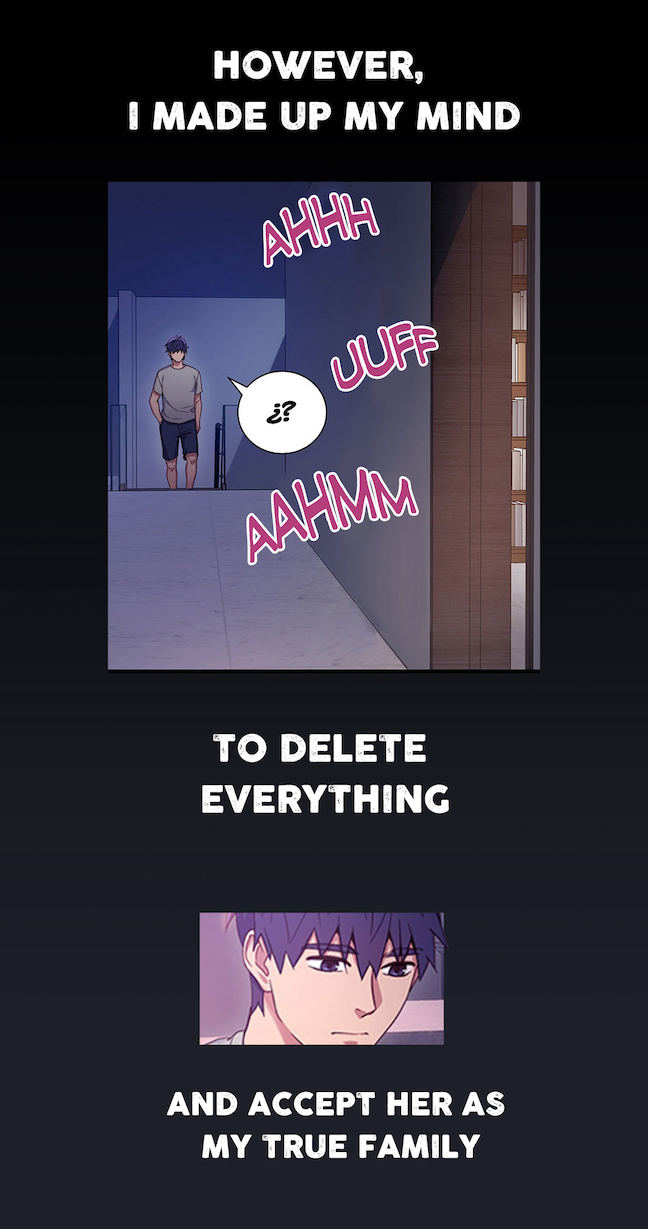 HOWEVER,
I MADE UP MY MIND
AHHH
UUFF
¿?
AAHMM
TO DELETE
EVERYTHING
AND ACCEPT HER AS
MY TRUE FAMILY